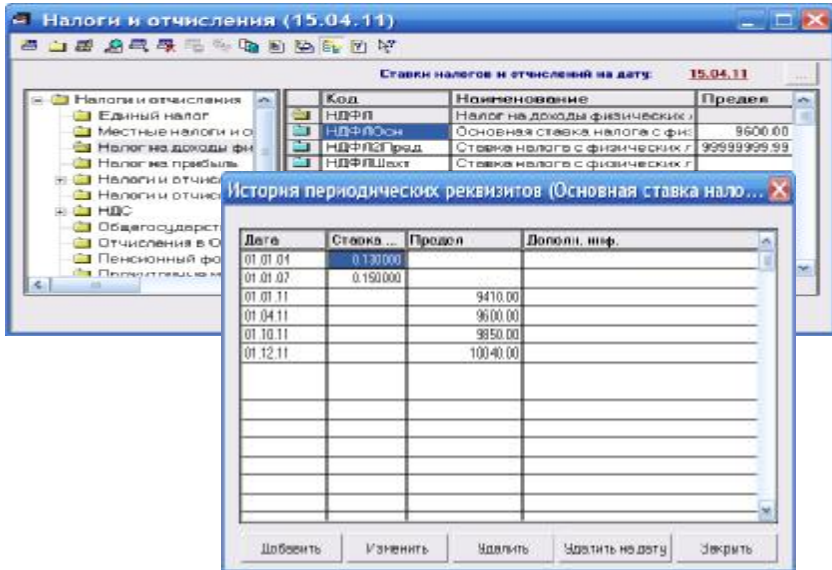 Налоги и отчисления (15.04.11)
Ставки налогов и отчислений на дату: 15.04.11 ...
Налоги и отчисления
Единый налог
Местные налоги и о
Налог на доходы фи
Налог на прибыль
Налоги и отчис
Налоги и отчис
НДС
Общегосударст
Отчисления в О
Пенсионный фо
Код Наименование Предел
НДФЛ Налог на доходы физических
НДФЛОсн Основная ставка налога с физ 9600.00
НДФЛЗПред Ставка налога с физических л 99999999.99
НДФЛШахт Ставка налога с физических л
История периодических реквизитов (Основная ставка нало...
Дата Ставка ... Предел Дополн. инф.
01.01.04 0.130000
01.01.07 0.150000
01.01.11 9410.00
01.04.11 9600.00
01.10.11 9850.00
01.12.11 10040.00
Добавить Изменить Удалить Удалить на дату Закрыть